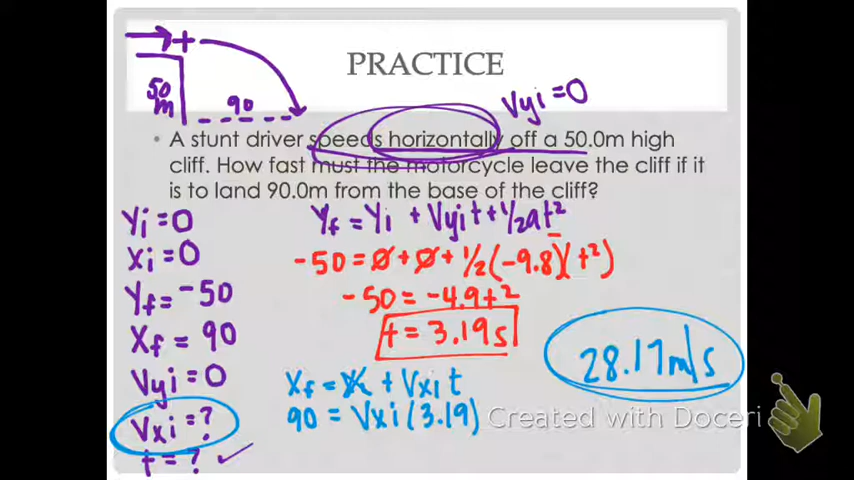 PRACTICE
50 m
90
Vyi = 0
• A stunt driver speeds horizontally off a 50.0m high
cliff. How fast must the motorcycle leave the cliff if it
is to land 90.0m from the base of the cliff?
Yi = 0
Xi = 0
Yf = -50
Xf = 90
Vyi = 0
Vxi = ?
t = ? ✓
Yf = Yi + Vyit + 1/2at²
-50 = 0 + 0 + 1/2(-9.8)(t²)
-50 = -4.9t²
t = 3.19s
Xf = Xi + Vxit
90 = Vxi(3.19)
28.17m/s
Created with Doceri